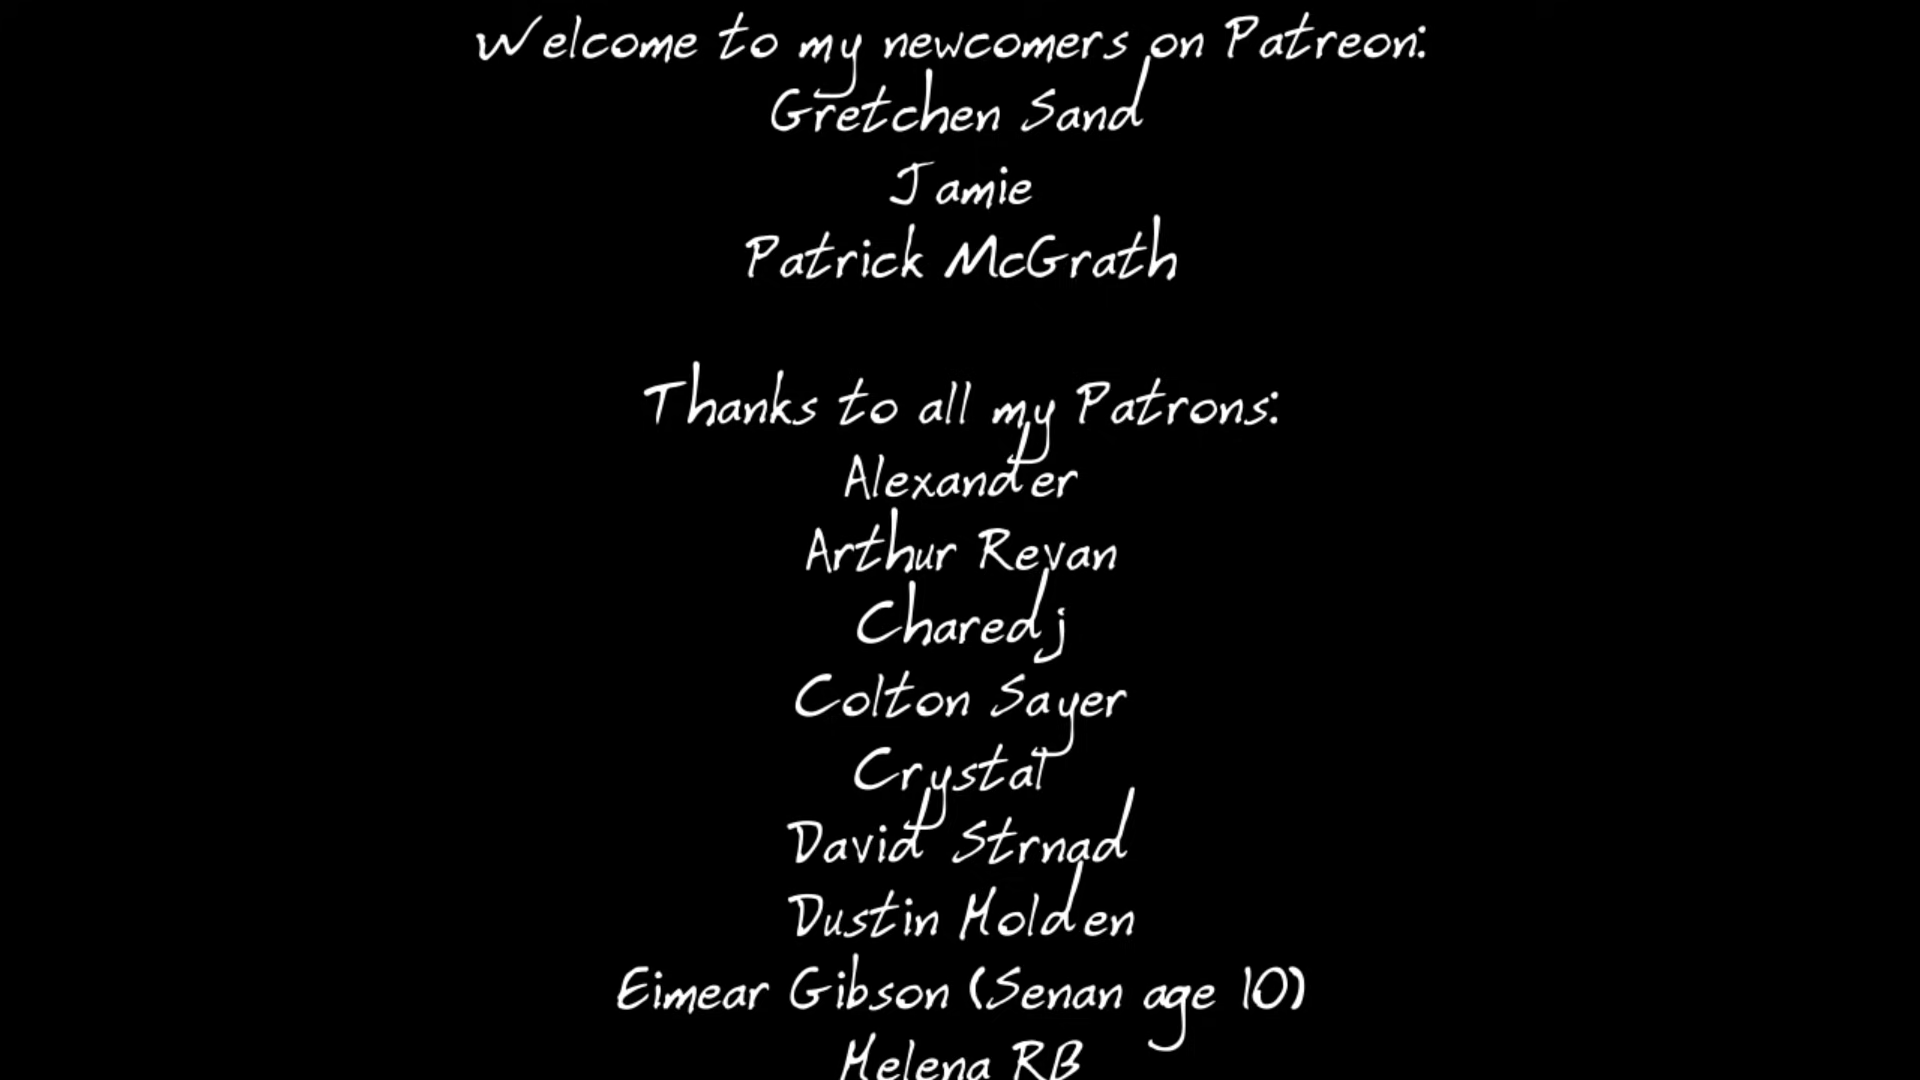 Welcome to my newcomers on Patreon:
Gretchen Sand
Jamie
Patrick McGrath
Thanks to all my Patrons:
Alexander
Arthur Revan
Charedj
Colton Sayer
Crystal
David Strnad
Dustin Holden
Eimear Gibson (Senan age 10)
Helena RB